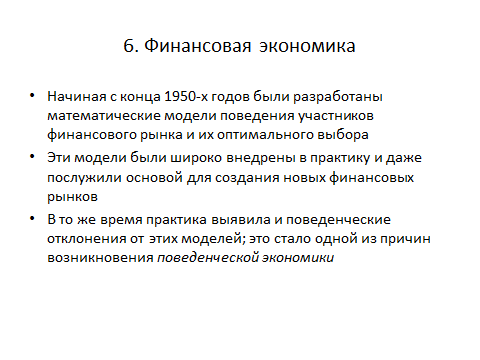 6. Финансовая экономика
• Начиная с конца 1950-х годов были разработаны
математические модели поведения участников
финансового рынка и их оптимального выбора
• Эти модели были широко внедрены в практику и даже
послужили основой для создания новых финансовых
рынков
• В то же время практика выявила и поведенческие
отклонения от этих моделей; это стало одной из причин
возникновения поведенческой экономики